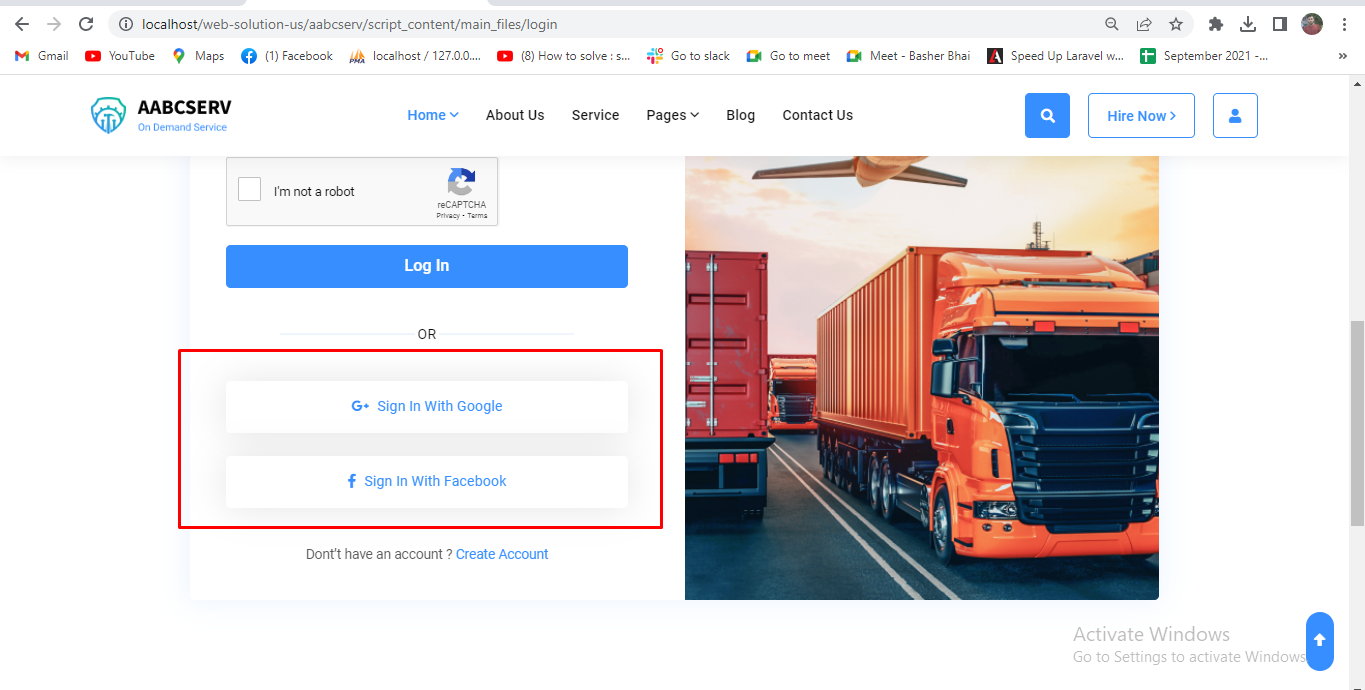 localhost/web-solution-us/aabcserv/script_content/main_files/login
Gmail YouTube Maps (1) Facebook localhost / 127.0.0.... (8) How to solve : s... Go to slack Go to meet Meet - Basher Bhai Speed Up Laravel w... September 2021 -... »
AABCSERV
On Demand Service
Home About Us Service Pages Blog Contact Us Hire Now
I'm not a robot
reCAPTCHA
Privacy - Terms
Log In
OR
G+ Sign In With Google
f Sign In With Facebook
Dont't have an account ? Create Account
Activate Windows
Go to Settings to activate Windows